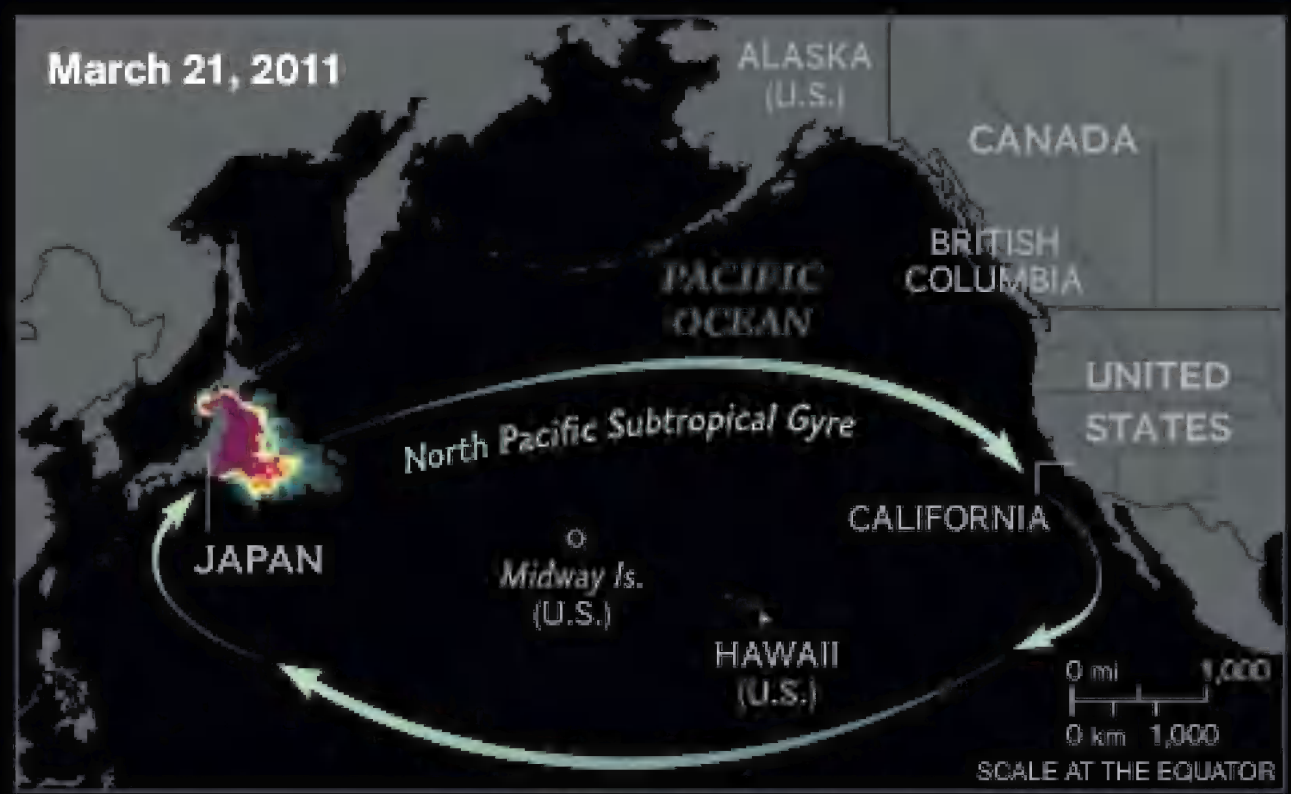 March 21, 2011
ALASKA
(U.S.)
CANADA
BRITISH
COLUMBIA
PACIFIC
OCEAN
UNITED
STATES
North Pacific Subtropical Gyre
CALIFORNIA
JAPAN
Midway Is.
(U.S.)
HAWAII
(U.S.)
0 mi 1,000
0 km 1,000
SCALE AT THE EQUATOR